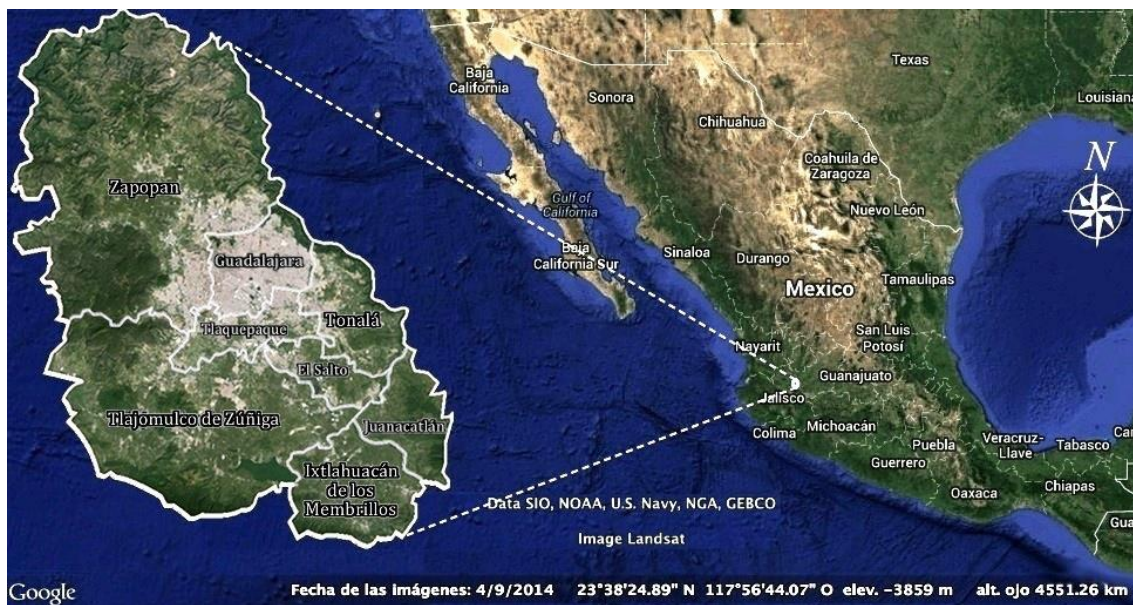 Zapopan
Guadalajara
Tlaquepaque
Tonalá
El Salto
Tlajomulco de Zúñiga
Juanacatlán
Ixtlahuacán
de los
Membrillos
Baja
California
Sonora
Chihuahua
Texas
Louisiana
Coahuila de
Zaragoza
Gulf of
California
Nuevo León
N
Baja
California Sur
Sinaloa
Durango
Mexico
Tamaulipas
San Luis
Potosí
Nayarit
Guanajuato
Jalisco
Colima
Michoacán
Puebla
Veracruz-
Llave
Tabasco
Guerrero
Oaxaca
Chiapas
Gua
Data SIO, NOAA, U.S. Navy, NGA, GEBCO
Image Landsat
Google
Fecha de las imágenes: 4/9/2014 23°38'24.89" N 117°56'44.07" O elev. -3859 m alt. ojo 4551.26 km